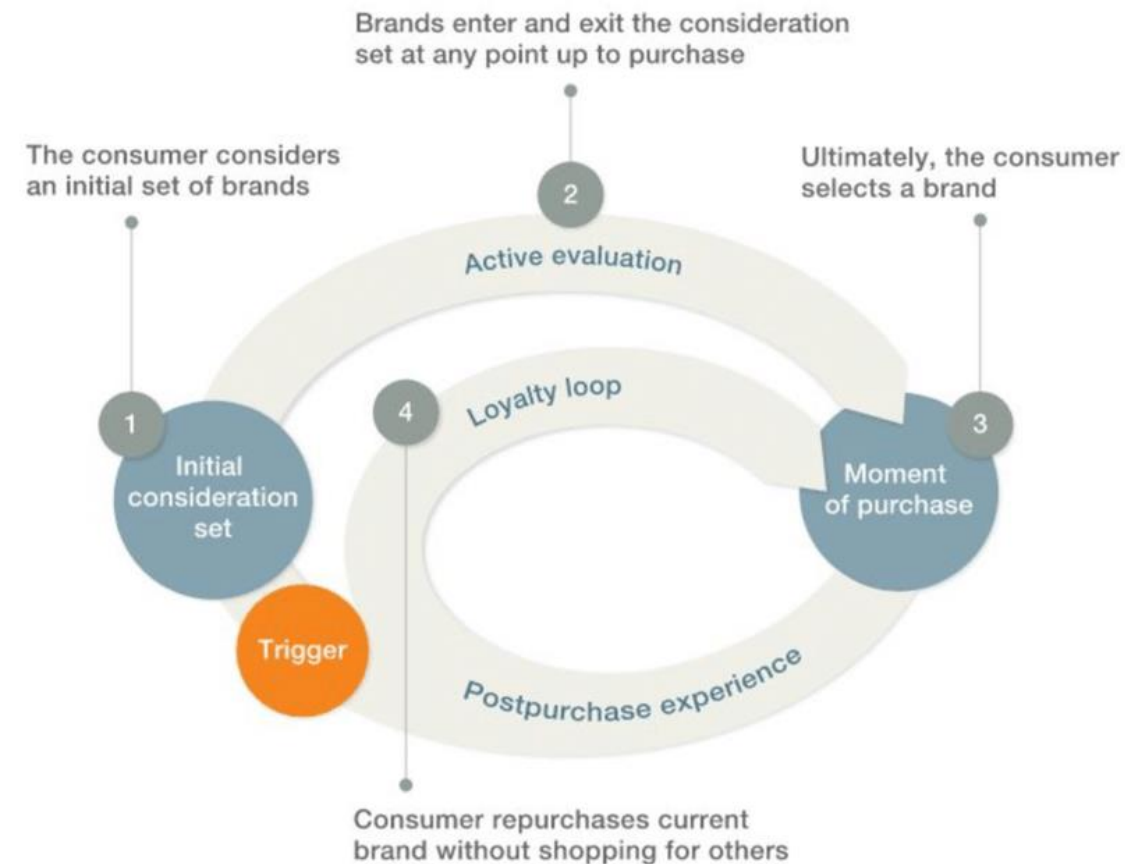 Brands enter and exit the consideration
set at any point up to purchase
The consumer considers
an initial set of brands
Ultimately, the consumer
selects a brand
2
Active evaluation
1
Initial
consideration
set
4
Loyalty loop
3
Moment
of purchase
Trigger
Postpurchase experience
Consumer repurchases current
brand without shopping for others